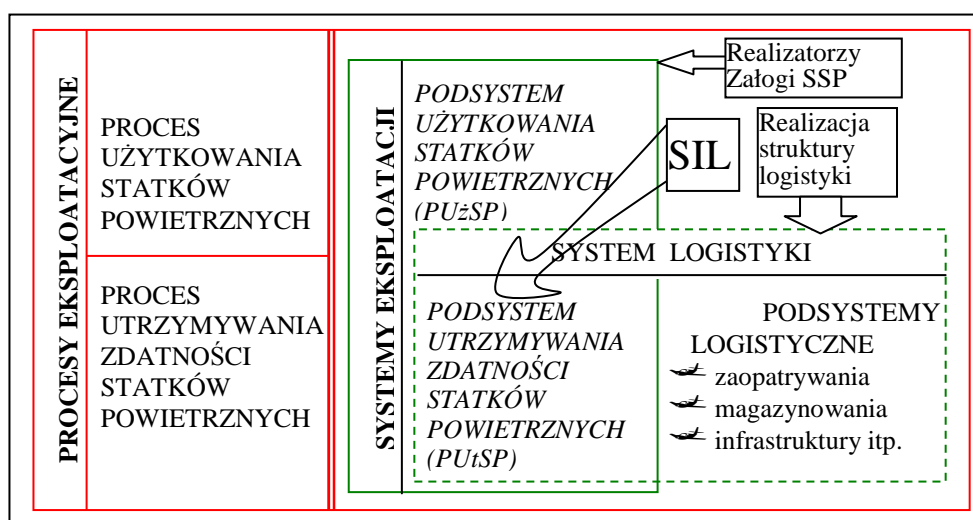 PROCESY EKSPLOATACYJNE
PROCES
UŻYTKOWANIA
STATKÓW
POWIETRZNYCH
PROCES
UTRZYMYWANIA
ZDATNOŚCI
STATKÓW
POWIETRZNYCH
SYSTEMY EKSPLOATACJI
PODSYSTEM
UŻYTKOWANIA
STATKÓW
POWIETRZNYCH
(PUżSP)
Realizatorzy
Załogi SSP
SIL
Realizacja
struktury
logistyki
SYSTEM LOGISTYKI
PODSYSTEM
UTRZYMYWANIA
ZDATNOŚCI
STATKÓW
POWIETRZNYCH
(PUtSP)
PODSYSTEMY
LOGISTYCZNE
zaopatrywania
magazynowania
infrastruktury itp.